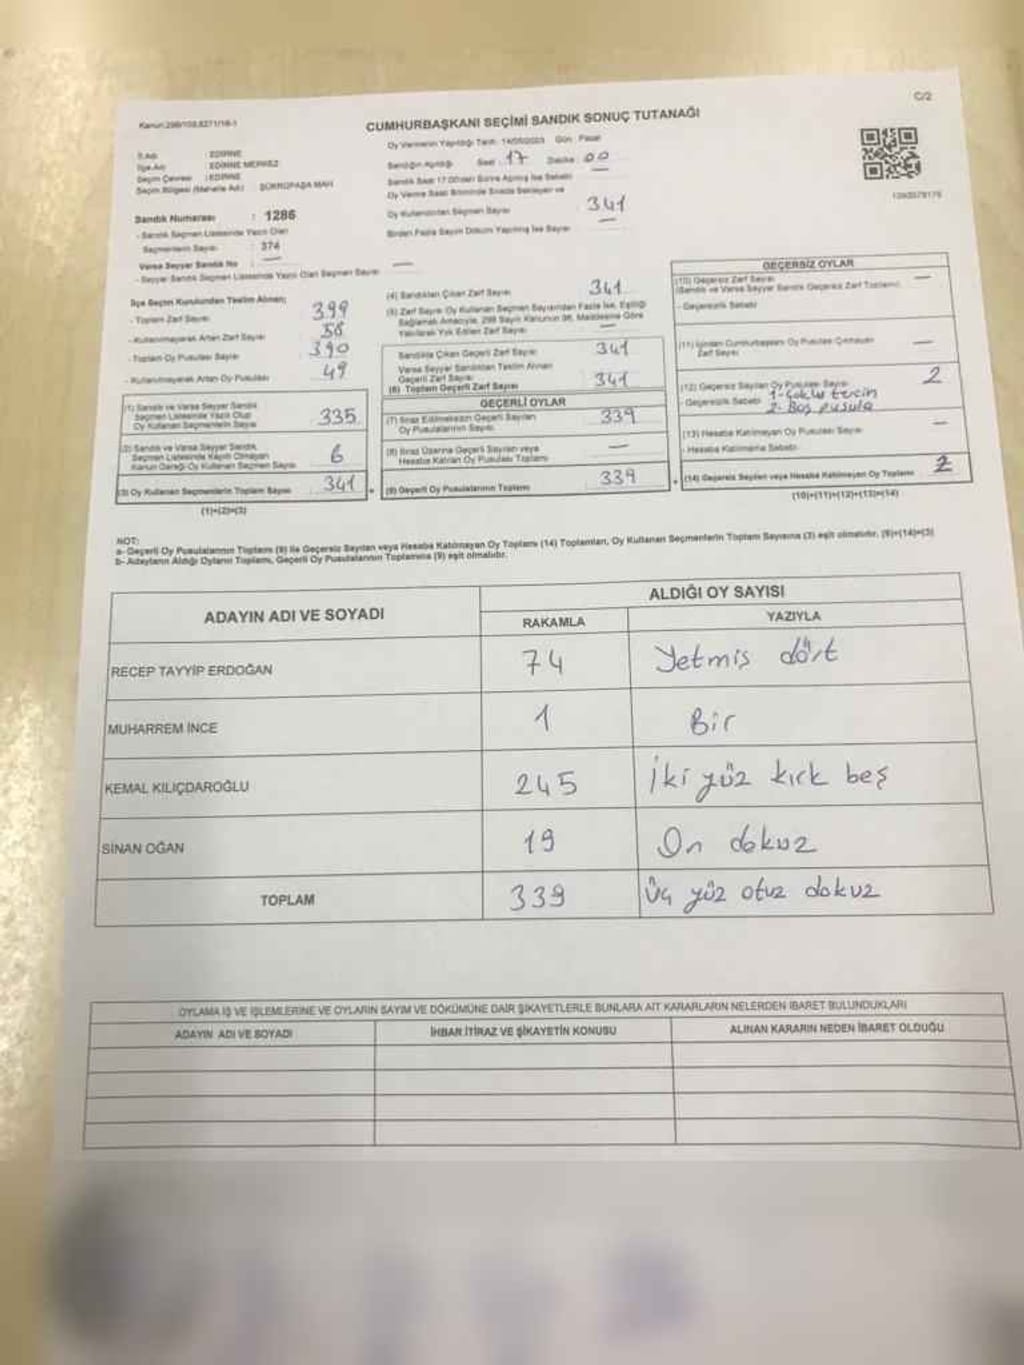 C/2
Kanun:298/109,6271/18-1
CUMHURBAŞKANI SEÇİMİ SANDIK SONUÇ TUTANAĞI
Oy Vermenin Yapıldığı Tarih: 14/05/2023 Gün: Pazar
İl Adı : EDİRNE
İlçe Adı : EDİRNE MERKEZ
Seçim Çevresi : EDİRNE
Seçim Bölgesi (Mahalle Adı) ŞÜKRÜPAŞA MAH.
Sandığın Açıldığı Saat: 17 Dakika: 00
Sandık Saat 17.00'den Sonra Açılmış İse Sebebi
Oy Verme Saati Bitiminde Sırada Bekleyen ve
Oy Kullandırılan Seçmen Sayısı 341
Birden Fazla Sayım Döküm Yapılmış İse Sayısı —
Sandık Numarası : 1286
- Sandık Seçmen Listesinde Yazılı Olan
Seçmenlerin Sayısı : 374
Varsa Seyyar Sandık No : —
- Seyyar Sandık Seçmen Listesinde Yazılı Olan Seçmen Sayısı —
İlçe Seçim Kurulundan Teslim Alınan;
- Toplam Zarf Sayısı 399
- Kullanılmayarak Artan Zarf Sayısı 58
- Toplam Oy Pusulası Sayısı 390
- Kullanılmayarak Artan Oy Pusulası 49
(1) Sandık ve Varsa Seyyar Sandık
Seçmen Listesinde Yazılı Olup
Oy Kullanan Seçmenlerin Sayısı 335
(2) Sandık ve Varsa Seyyar Sandık
Seçmen Listesinde Kayıtlı Olmayan
Kanun Gereği Oy Kullanan Seçmen Sayısı 6
(3) Oy Kullanan Seçmenlerin Toplam Sayısı 341
(1)+(2)=(3)
(4) Sandıktan Çıkan Zarf Sayısı 341
(5) Zarf Sayısı Oy Kullanan Seçmen Sayısından Fazla İse, Eşitliği
Sağlamak Amacıyla, 298 Sayılı Kanunun 98. Maddesine Göre
Yakılarak Yok Edilen Zarf Sayısı —
Sandıkta Çıkan Geçerli Zarf Sayısı 341
Varsa Seyyar Sandıktan Teslim Alınan
Geçerli Zarf Sayısı
(6) Toplam Geçerli Zarf Sayısı 341
GEÇERLİ OYLAR
(7) İtiraz Edilmeksizin Geçerli Sayılan
Oy Pusulalarının Sayısı 339
(8) İtiraz Üzerine Geçerli Sayılan veya
Hesaba Katılan Oy Pusulası Toplamı —
(9) Geçerli Oy Pusulalarının Toplamı 339
GEÇERSİZ OYLAR
(10) Geçersiz Zarf Sayısı —
(Sandık ve Varsa Seyyar Sandık Geçersiz Zarf Toplamı)
- Geçersizlik Sebebi
(11) İçinden Cumhurbaşkanı Oy Pusulası Çıkmayan
Zarf Sayısı —
(12) Geçersiz Sayılan Oy Pusulası Sayısı 2
- Geçersizlik Sebebi 1-Çoklu tercih
2- Boş pusula
(13) Hesaba Katılmayan Oy Pusulası Sayısı —
- Hesaba Katılmama Sebebi
(14) Geçersiz Sayılan veya Hesaba Katılmayan Oy Toplamı 2
(10)+(11)+(12)+(13)=(14)
NOT:
a- Geçerli Oy Pusulalarının Toplamı (9) ile Geçersiz Sayılan veya Hesaba Katılmayan Oy Toplamı (14) Toplamları, Oy Kullanan Seçmenlerin Toplam Sayısına (3) eşit olmalıdır. (9)+(14)=(3)
b- Adayların Aldığı Oyların Toplamı, Geçerli Oy Pusulalarının Toplamına (9) eşit olmalıdır.
ADAYIN ADI VE SOYADI ALDIĞI OY SAYISI
RAKAMLA YAZIYLA
RECEP TAYYİP ERDOĞAN 74 Yetmis dört
MUHARREM İNCE 1 Bir
KEMAL KILIÇDAROĞLU 245 İki yüz kırk beş
SİNAN OĞAN 19 On dokuz
TOPLAM 339 Üç yüz otuz dokuz
OYLAMA İŞ VE İŞLEMLERİNE VE OYLARIN SAYIM VE DÖKÜMÜNE DAİR ŞİKAYETLERLE BUNLARA AİT KARARLARIN NELERDEN İBARET BULUNDUKLARI
ADAYIN ADI VE SOYADI İHBAR İTİRAZ VE ŞİKAYETİN KONUSU ALINAN KARARIN NEDEN İBARET OLDUĞU